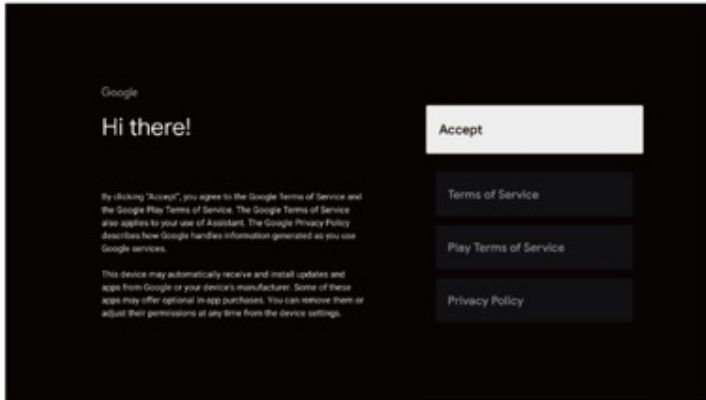 Google
Hi there!
By clicking "Accept", you agree to the Google Terms of Service and
the Google Play Terms of Service. The Google Terms of Service
also applies to your use of Assistant. The Google Privacy Policy
describes how Google handles information generated as you use
Google services.
This device may automatically receive and install updates and
apps from Google or your device's manufacturer. Some of these
apps may offer optional in-app purchases. You can remove them or
adjust their permissions at any time from the device settings.
Accept
Terms of Service
Play Terms of Service
Privacy Policy